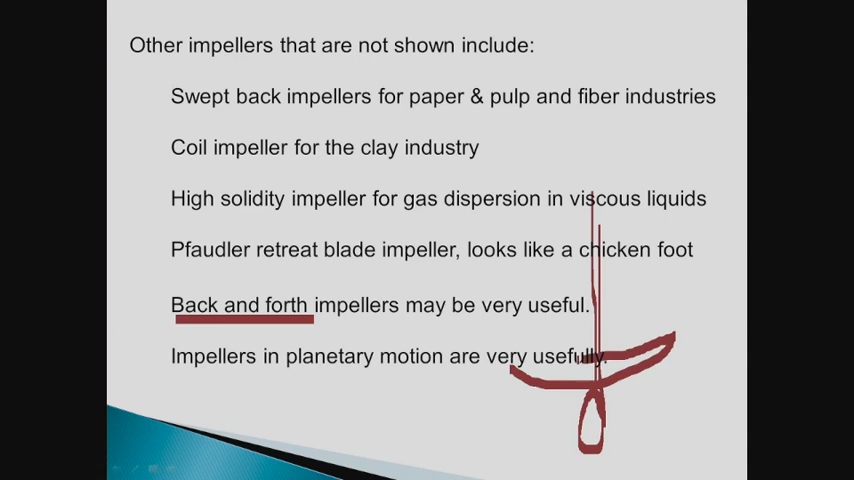 Other impellers that are not shown include:
Swept back impellers for paper & pulp and fiber industries
Coil impeller for the clay industry
High solidity impeller for gas dispersion in viscous liquids
Pfaudler retreat blade impeller, looks like a chicken foot
Back and forth impellers may be very useful.
Impellers in planetary motion are very usefully.